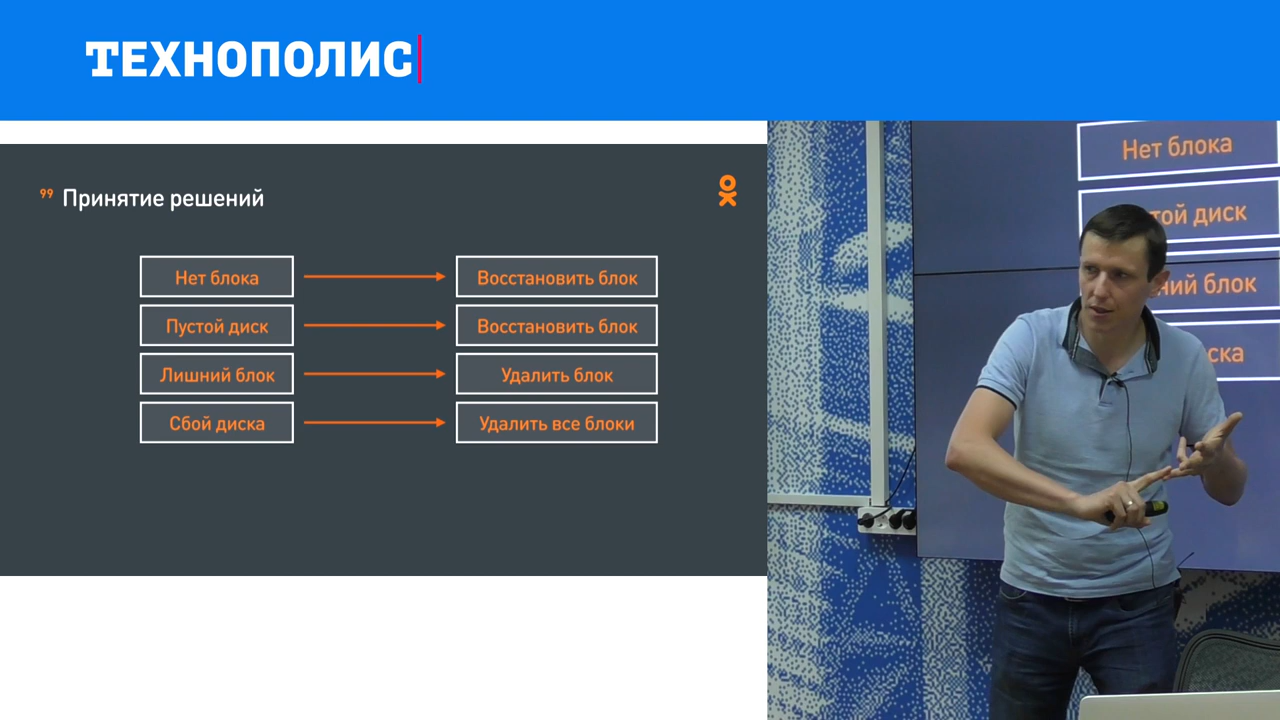 ТЕХНОПОЛИС
Принятие решений
Нет блока
Восстановить блок
Пустой диск
Восстановить блок
Лишний блок
Удалить блок
Сбой диска
Удалить все блоки
Нет блока
той диск
ний блок
ска